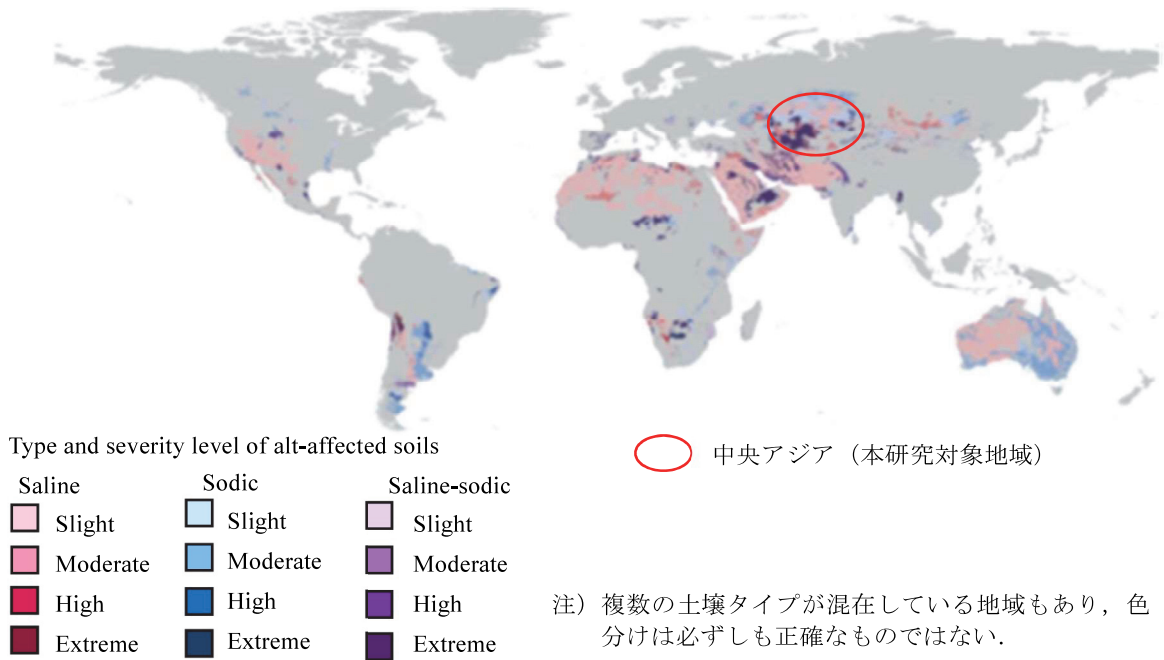 Type and severity level of alt-affected soils
Saline
Slight
Moderate
High
Extreme
Sodic
Slight
Moderate
High
Extreme
Saline-sodic
Slight
Moderate
High
Extreme
中央アジア（本研究対象地域）
注）複数の土壌タイプが混在している地域もあり，色
分けは必ずしも正確なものではない．